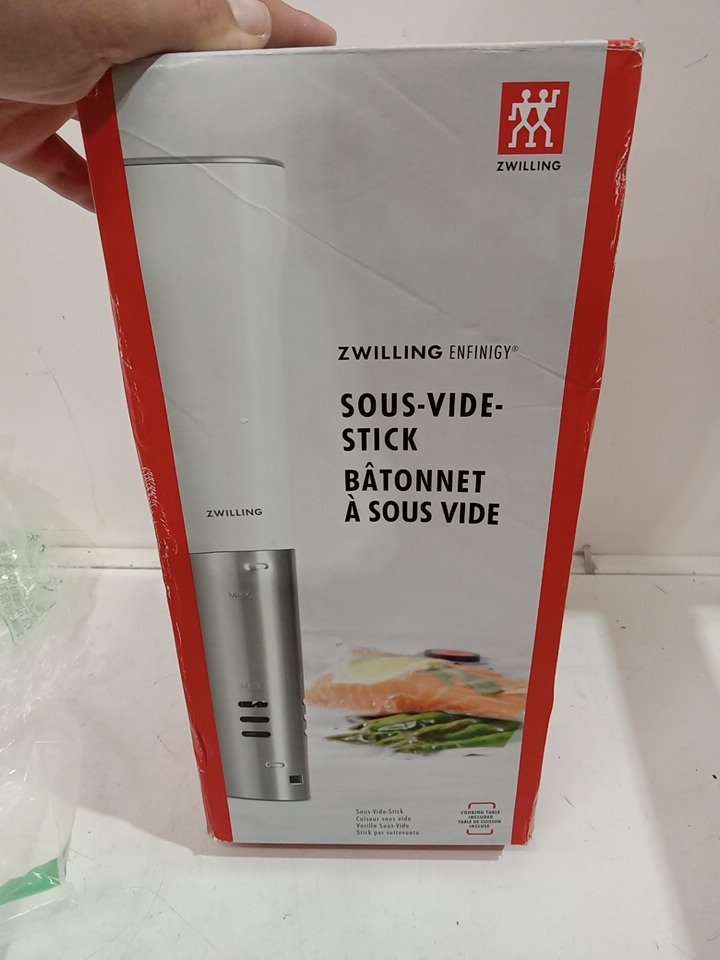 ZWILLING
ZWILLING ENFINIGY®
SOUS-VIDE-
STICK
BÂTONNET
À SOUS VIDE
ZWILLING
MAX
Sous-Vide-Stick
Cuiseur sous vide
Varilla Sous Vide
Stick per sottovuoto
COOKING TABLE
INCLUDED
TABLE DE CUISSON
INCLUSE